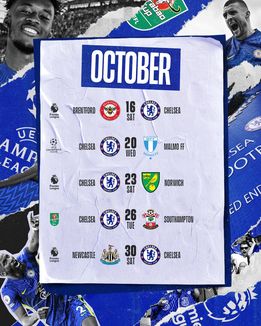 OCTOBER
BRENTFORD 16 SAT CHELSEA
CHELSEA 20 WED MALMO FF
CHELSEA 23 SAT NORWICH
CHELSEA 26 TUE SOUTHAMPTON
NEWCASTLE 30 SAT CHELSEA